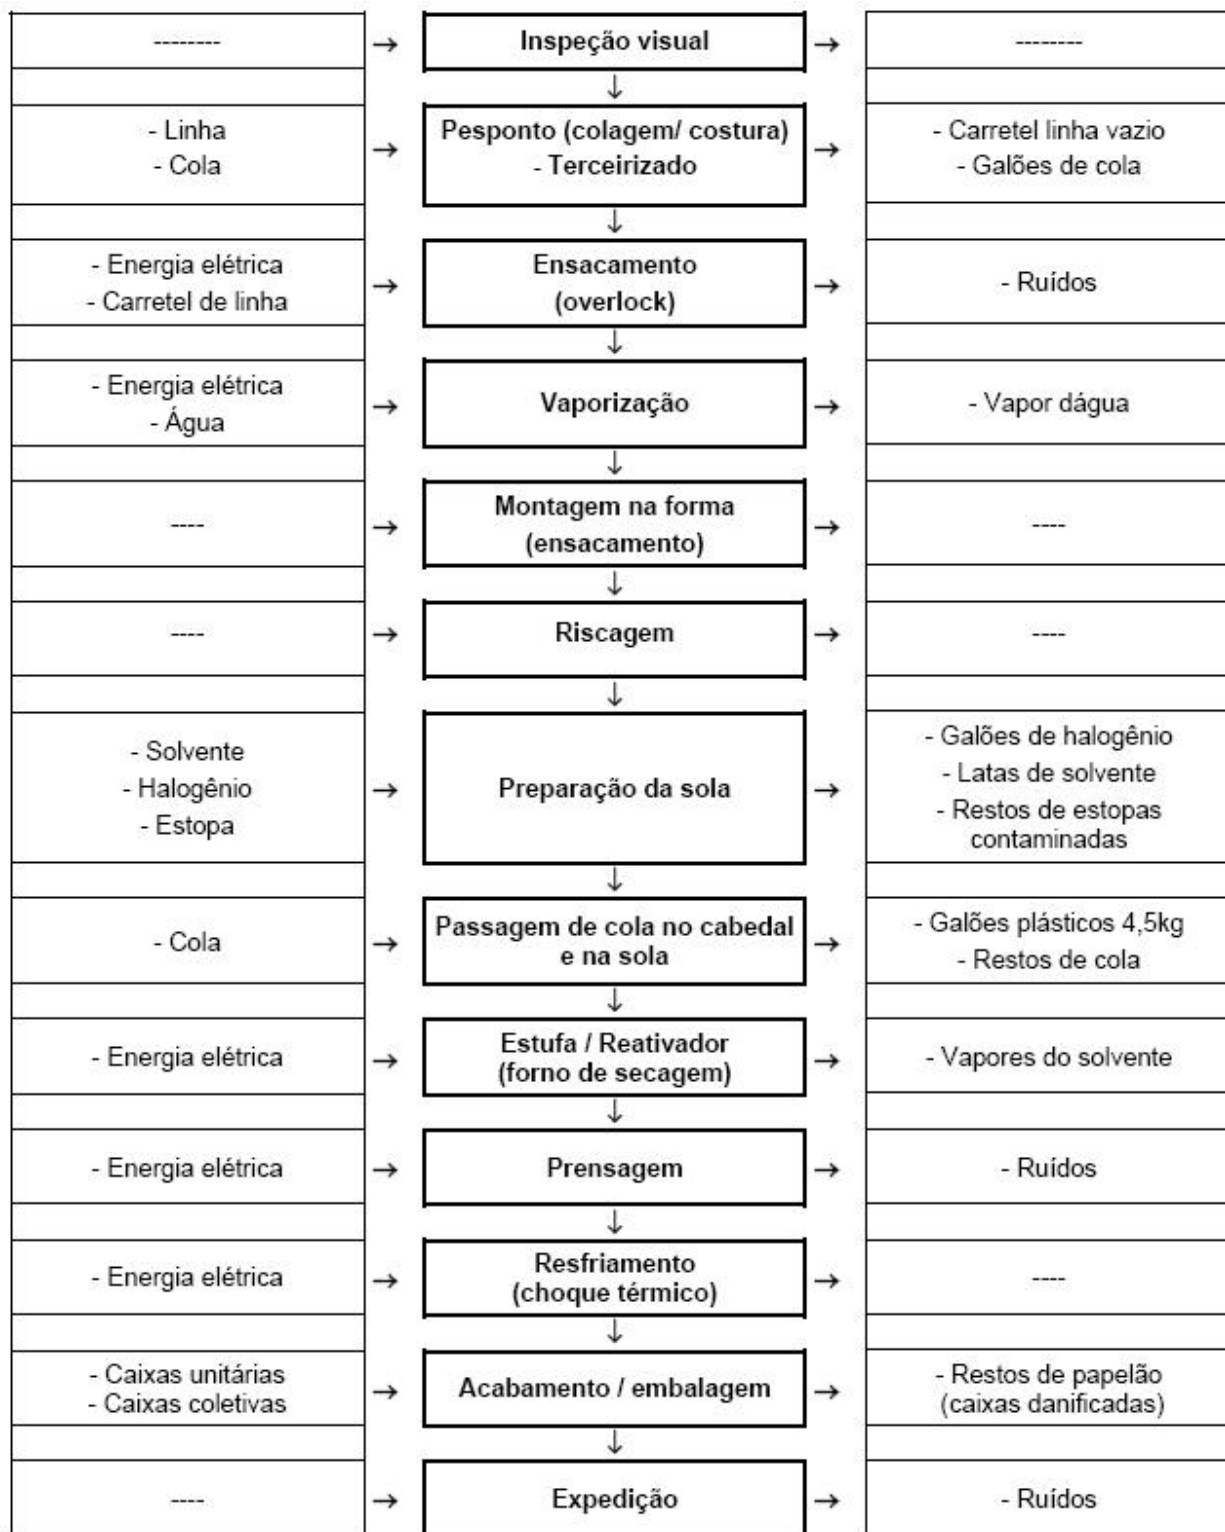 -------- → Inspeção visual → --------
↓
- Linha
- Cola
→
Pesponto (colagem/ costura)
- Terceirizado
→
- Carretel linha vazio
- Galões de cola
↓
- Energia elétrica
- Carretel de linha
→
Ensacamento
(overlock)
→
- Ruídos
↓
- Energia elétrica
- Água
→
Vaporização
→
- Vapor dágua
↓
----
→
Montagem na forma
(ensacamento)
→
----
↓
---- → Riscagem → ----
↓
- Solvente
- Halogênio
- Estopa
→
Preparação da sola
→
- Galões de halogênio
- Latas de solvente
- Restos de estopas
contaminadas
↓
- Cola
→
Passagem de cola no cabedal
e na sola
→
- Galões plásticos 4,5kg
- Restos de cola
↓
- Energia elétrica
→
Estufa / Reativador
(forno de secagem)
→
- Vapores do solvente
↓
- Energia elétrica → Prensagem → - Ruídos
↓
- Energia elétrica
→
Resfriamento
(choque térmico)
→
----
↓
- Caixas unitárias
- Caixas coletivas
→
Acabamento / embalagem
→
- Restos de papelão
(caixas danificadas)
↓
---- → Expedição → - Ruídos